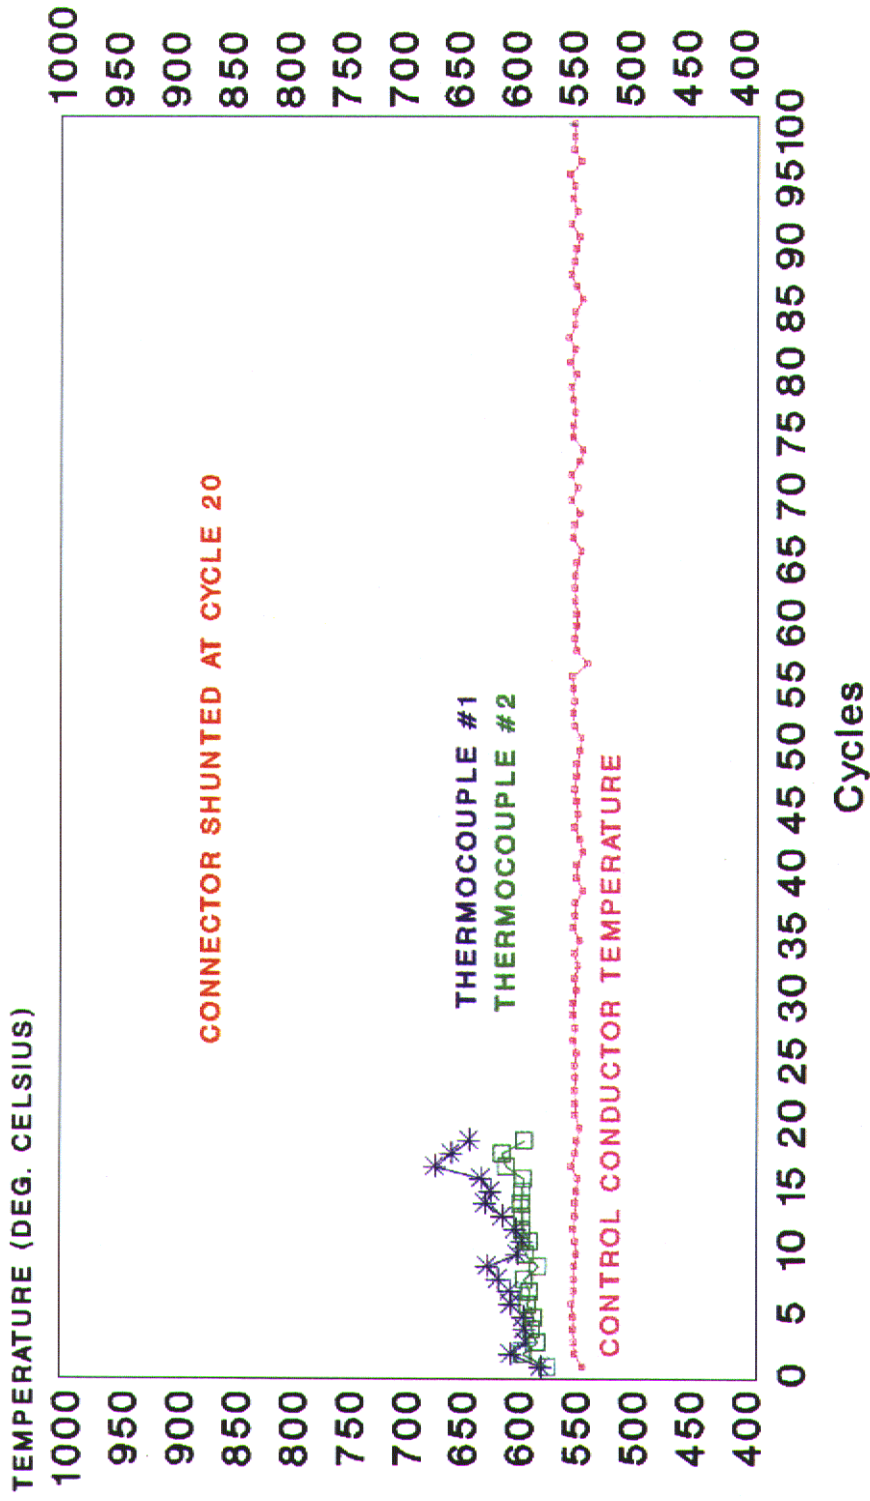 TEMPERATURE (DEG. CELSIUS)
1000 1000
950 950
900 900
850 850
800 800
750 750
700 700
650 650
600 600
550 550
500 500
450 450
400 400
CONNECTOR SHUNTED AT CYCLE 20
THERMOCOUPLE #1
THERMOCOUPLE #2
CONTROL CONDUCTOR TEMPERATURE
0 5 10 15 20 25 30 35 40 45 50 55 60 65 70 75 80 85 90 95 100
Cycles